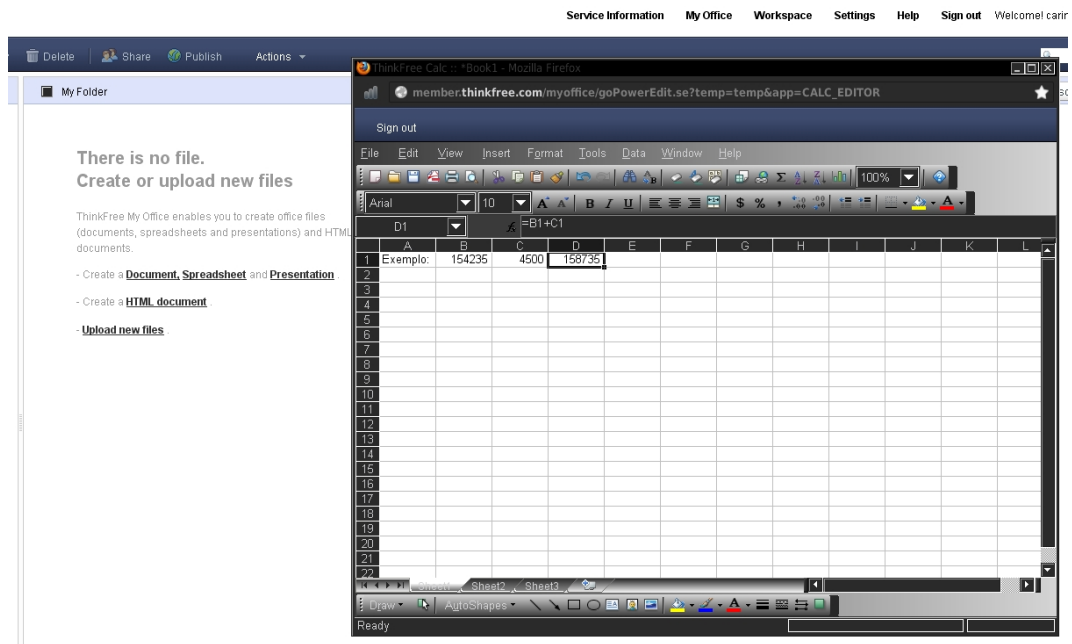 Service Information My Office Workspace Settings Help Sign out Welcome! carin
Delete Share Publish Actions
My Folder
There is no file.
Create or upload new files
ThinkFree My Office enables you to create office files
(documents, spreadsheets and presentations) and HTML
documents.
- Create a Document, Spreadsheet and Presentation .
- Create a HTML document .
- Upload new files .
ThinkFree Calc :: *Book1 - Mozilla Firefox
member.thinkfree.com/myoffice/goPowerEdit.se?temp=temp&app=CALC_EDITOR
Sign out
File Edit View Insert Format Tools Data Window Help
100%
Arial 10 A A B I U $ % , A
D1 fx =B1+C1
A B C D E F G H I J K L
1 Exemplo: 154235 4500 158735
2
3
4
5
6
7
8
9
10
11
12
13
14
15
16
17
18
19
20
21
22
Sheet1 Sheet2 Sheet3
Draw AutoShapes A
Ready